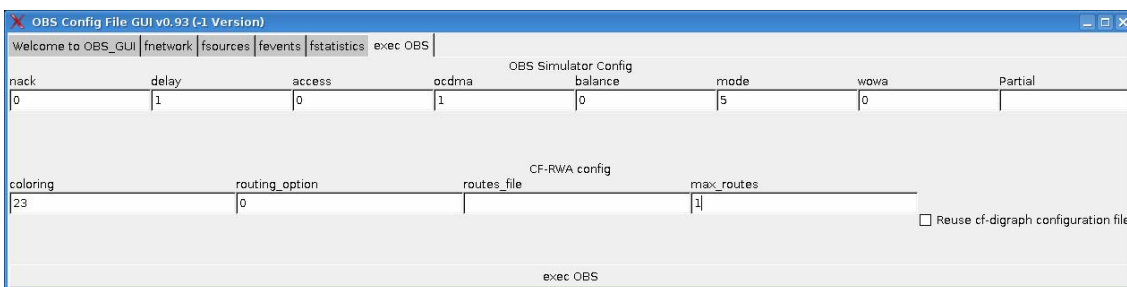 OBS Config File GUI v0.93 (-1 Version)
Welcome to OBS_GUI fnetwork fsources fevents fstatistics exec OBS
OBS Simulator Config
nack delay access ocdma balance mode wowa Partial
0 1 0 1 0 5 0
CF-RWA config
coloring routing_option routes_file max_routes
23 0 1
Reuse cf-digraph configuration file
exec OBS